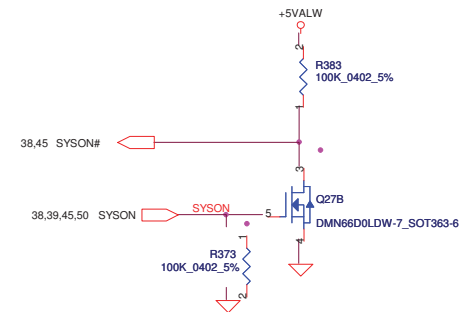 +5VALW
2
R383
100K_0402_5%
1
38,45 SYSON#
3
Q27B
38,39,45,50 SYSON
SYSON
5
DMN66D0LDW-7_SOT363-6
4
1
R373
100K_0402_5%
2